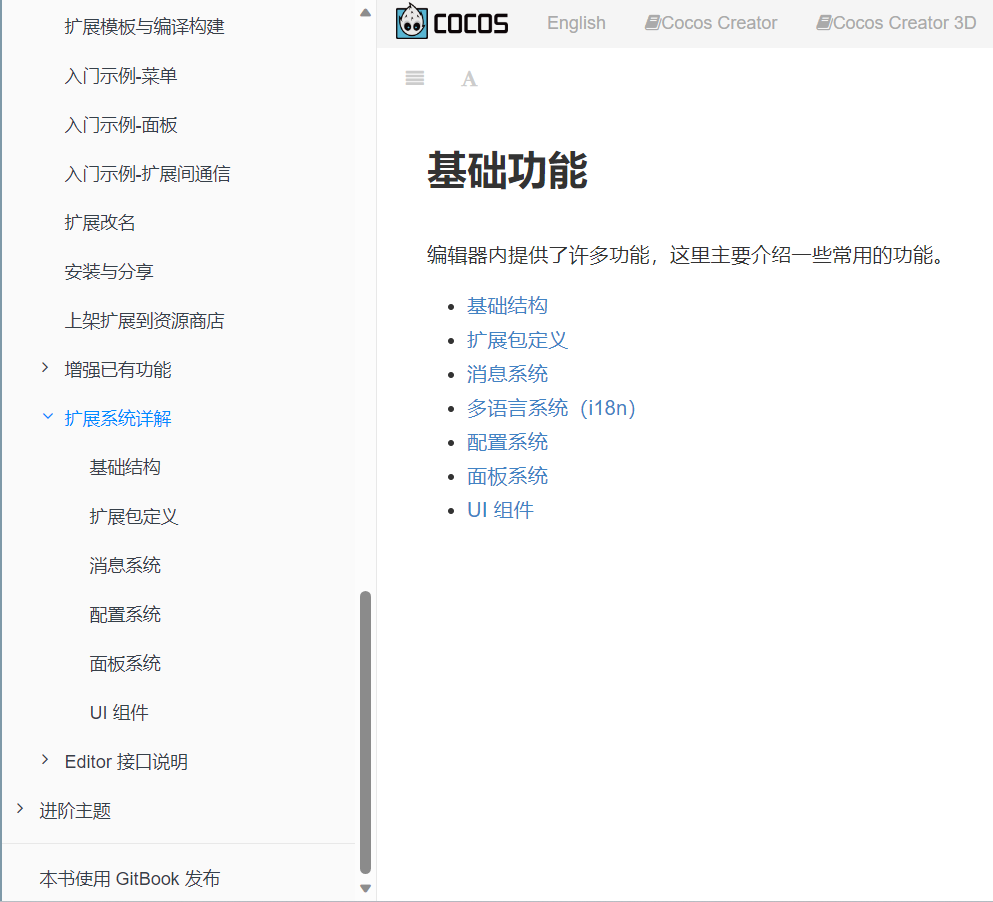 扩展模板与编译构建
入门示例-菜单
入门示例-面板
入门示例-扩展间通信
扩展改名
安装与分享
上架扩展到资源商店
增强已有功能
扩展系统详解
基础结构
扩展包定义
消息系统
配置系统
面板系统
UI 组件
Editor 接口说明
进阶主题
本书使用 GitBook 发布
COCOS
English
Cocos Creator
Cocos Creator 3D
A
基础功能
编辑器内提供了许多功能，这里主要介绍一些常用的功能。
基础结构
扩展包定义
消息系统
多语言系统（i18n）
配置系统
面板系统
UI 组件